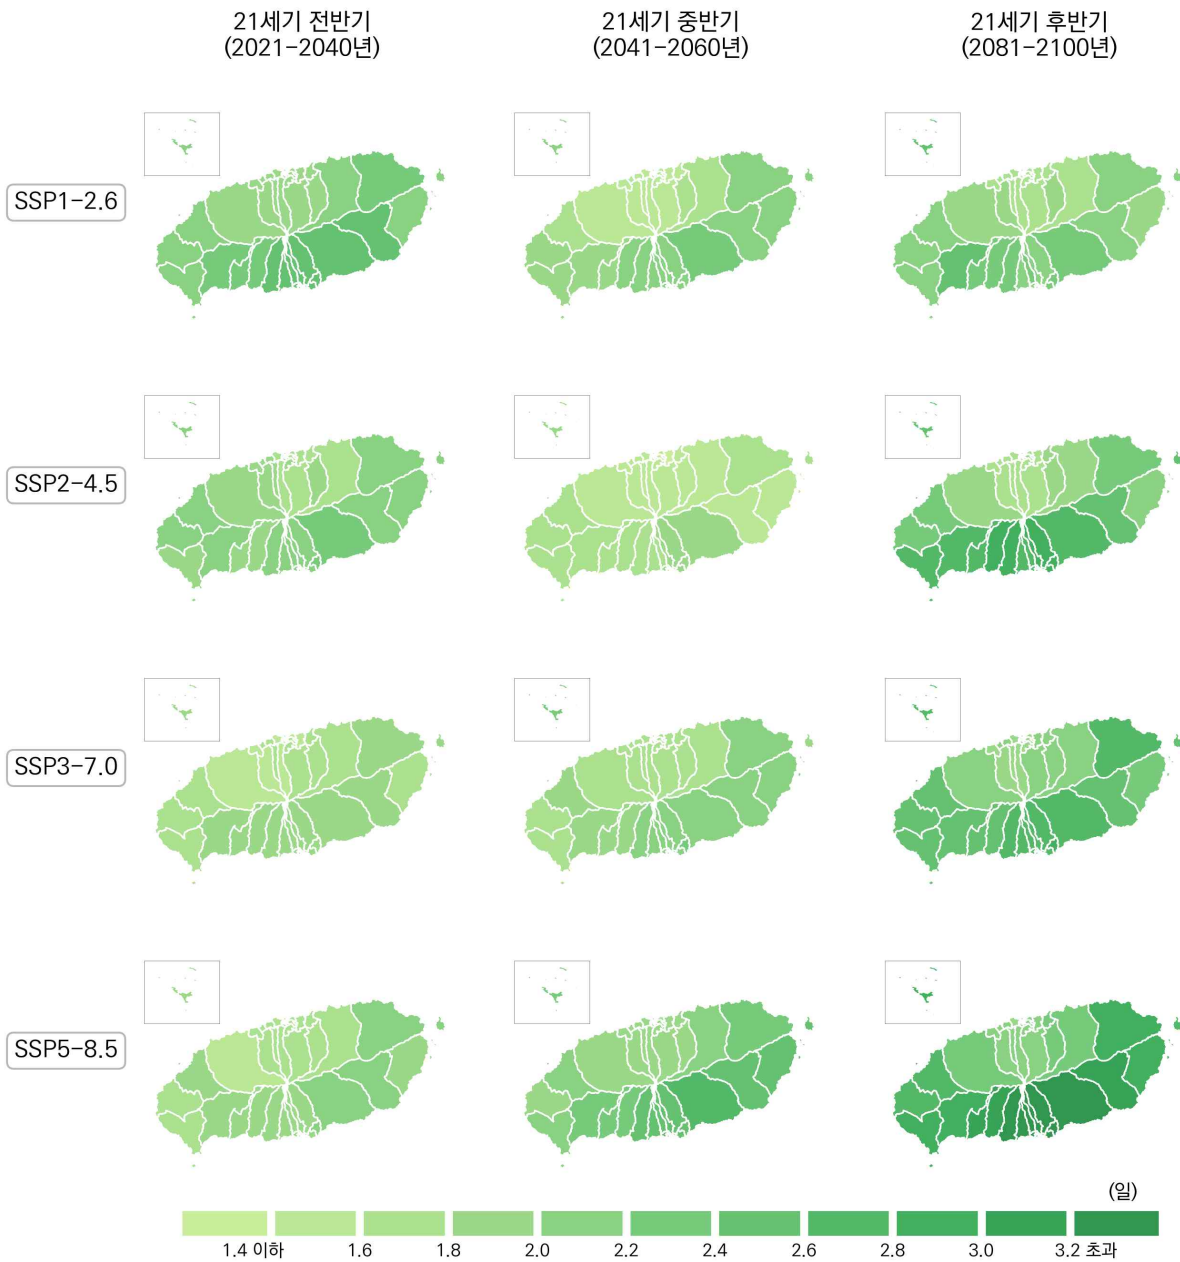 21세기 전반기
(2021-2040년)
21세기 중반기
(2041-2060년)
21세기 후반기
(2081-2100년)
SSP1-2.6
SSP2-4.5
SSP3-7.0
SSP5-8.5
(일)
1.4 이하 1.6 1.8 2.0 2.2 2.4 2.6 2.8 3.0 3.2 초과